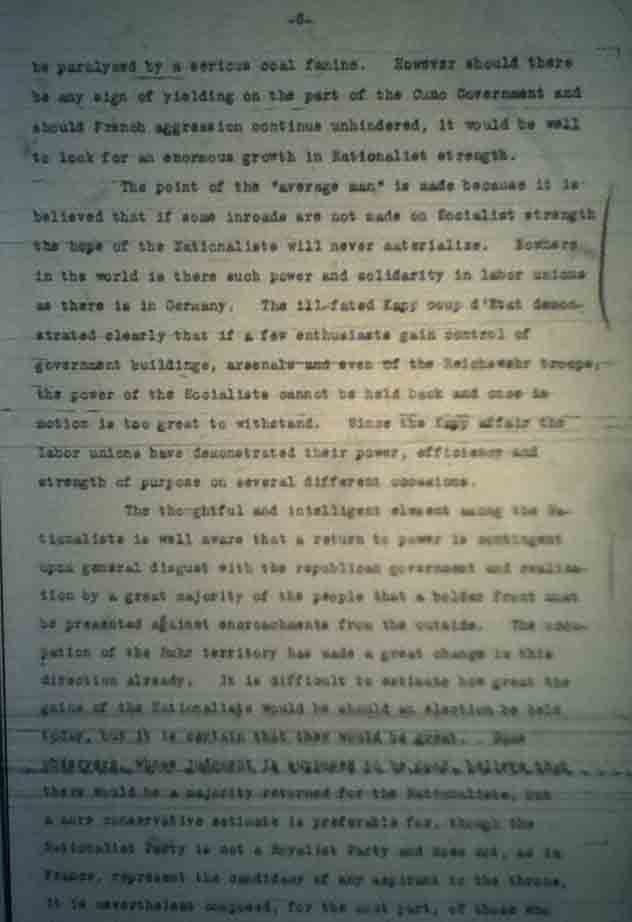 -6-
be paralyzed by a serious coal famine. However should there
be any sign of yielding on the part of the Cuno Government and
should French aggression continue unhindered, it would be well
to look for an enormous growth in Nationalist strength.
The point of the "average man" is made because it is
believed that if some inroads are not made on Socialist strength
the hope of the Nationalists will never materialize. Nowhere
in the world is there such power and solidarity in labor unions
as there is in Germany. The ill-fated Kapp coup d'Etat demon-
strated clearly that if a few enthusiasts gain control of
government buildings, arsenals and even of the Reichswehr troops,
the power of the Socialists cannot be held back and once in
motion is too great to withstand. Since the Kapp affair the
labor unions have demonstrated their power, efficiency and
strength of purpose on several different occasions.
The thoughtful and intelligent element among the Na-
tionalists is well aware that a return to power is contingent
upon general disgust with the republican government and realiza-
tion by a great majority of the people that a bolder front must
be presented against encroachments from the outside. The occu-
pation of the Ruhr territory has made a great change in this
direction already. It is difficult to estimate how great the
gains of the Nationalists would be should an election be held
today, but it is certain that they would be great. Some
observers, whose judgment is supposed to be good, believe that
there would be a majority returned for the Nationalists, but
a more conservative estimate is preferable for, though the
Nationalist Party is not a Royalist Party and does not, as in
France, represent the candidacy of any aspirant to the throne,
it is nevertheless composed, for the most part, of those who